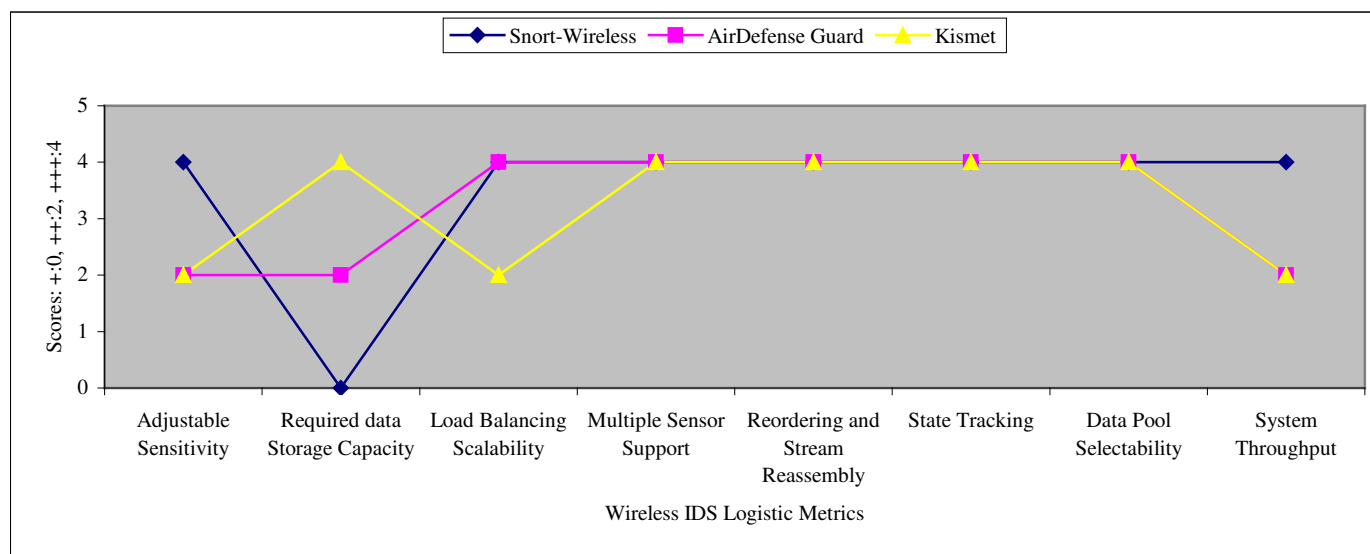 Snort-Wireless AirDefense Guard Kismet
Scores: +:0, ++:2, +++:4
5
4
3
2
1
0
Adjustable
Sensitivity
Required data
Storage Capacity
Load Balancing
Scalability
Multiple Sensor
Support
Reordering and
Stream
Reassembly
State Tracking
Data Pool
Selectability
System
Throughput
Wireless IDS Logistic Metrics